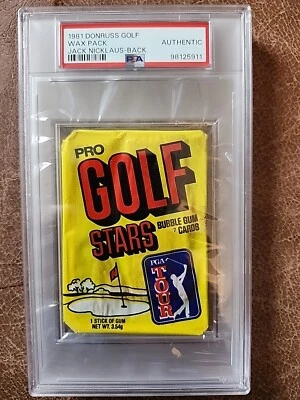 1981 DONRUSS GOLF
WAX PACK AUTHENTIC
JACK NICKLAUS-BACK PSA 98125911
PRO
GOLF
STARS
BUBBLE GUM
7 CARDS
PGA
TOUR
1 STICK OF GUM
NET WT. 3.54g